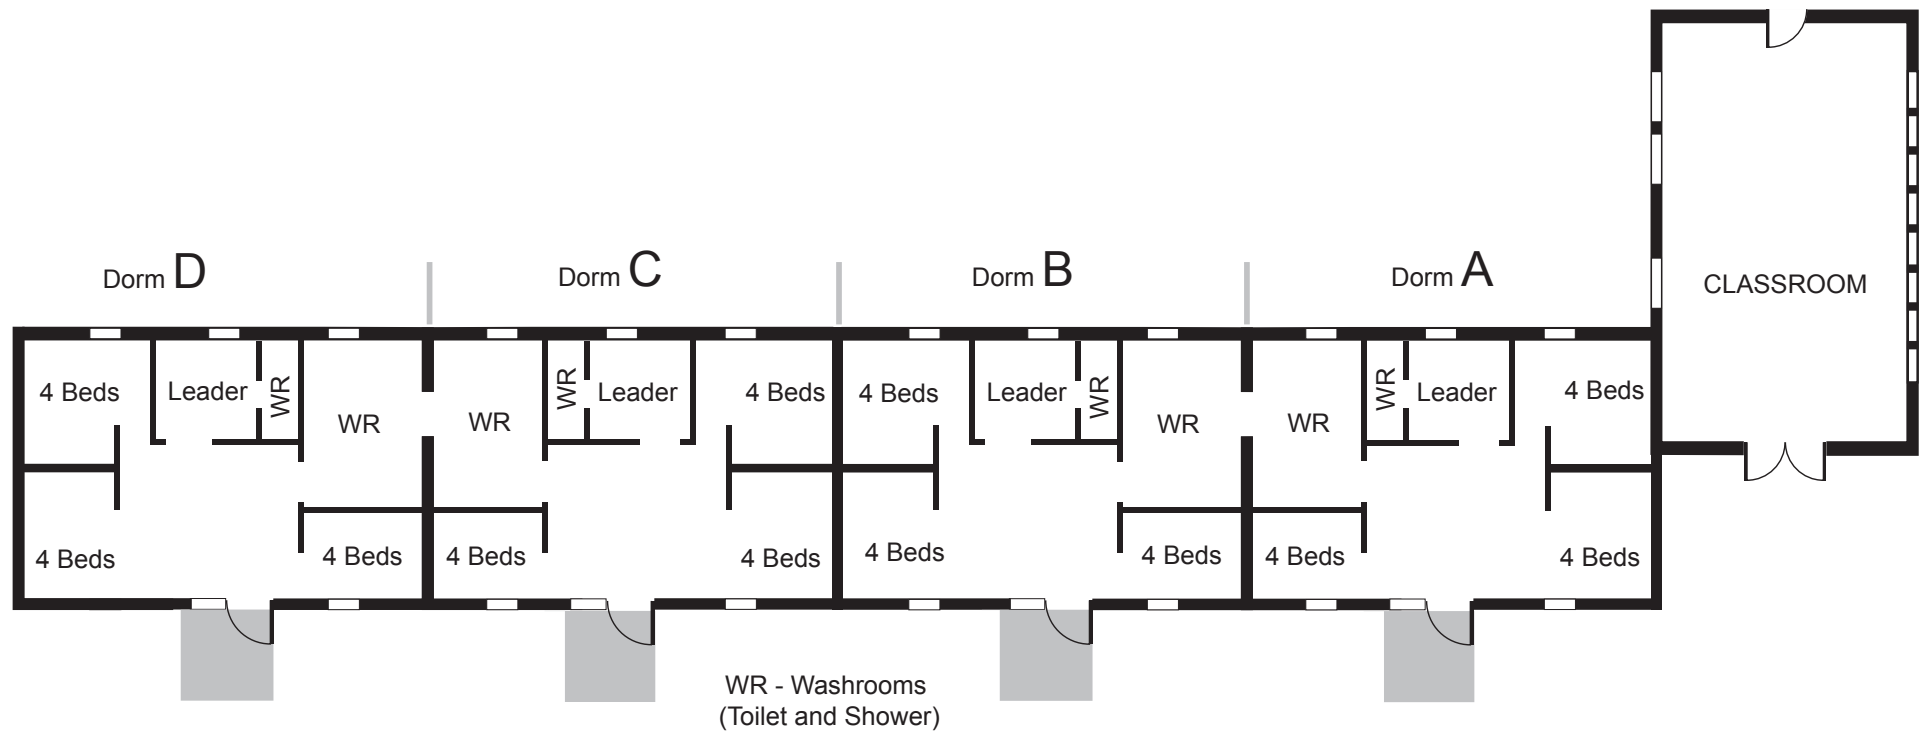 Dorm D
Dorm C
Dorm B
Dorm A
CLASSROOM
4 Beds
Leader
WR
WR
WR
WR
Leader
4 Beds
4 Beds
Leader
WR
WR
WR
WR
Leader
4 Beds
4 Beds
4 Beds
4 Beds
4 Beds
4 Beds
4 Beds
4 Beds
4 Beds
WR - Washrooms
(Toilet and Shower)